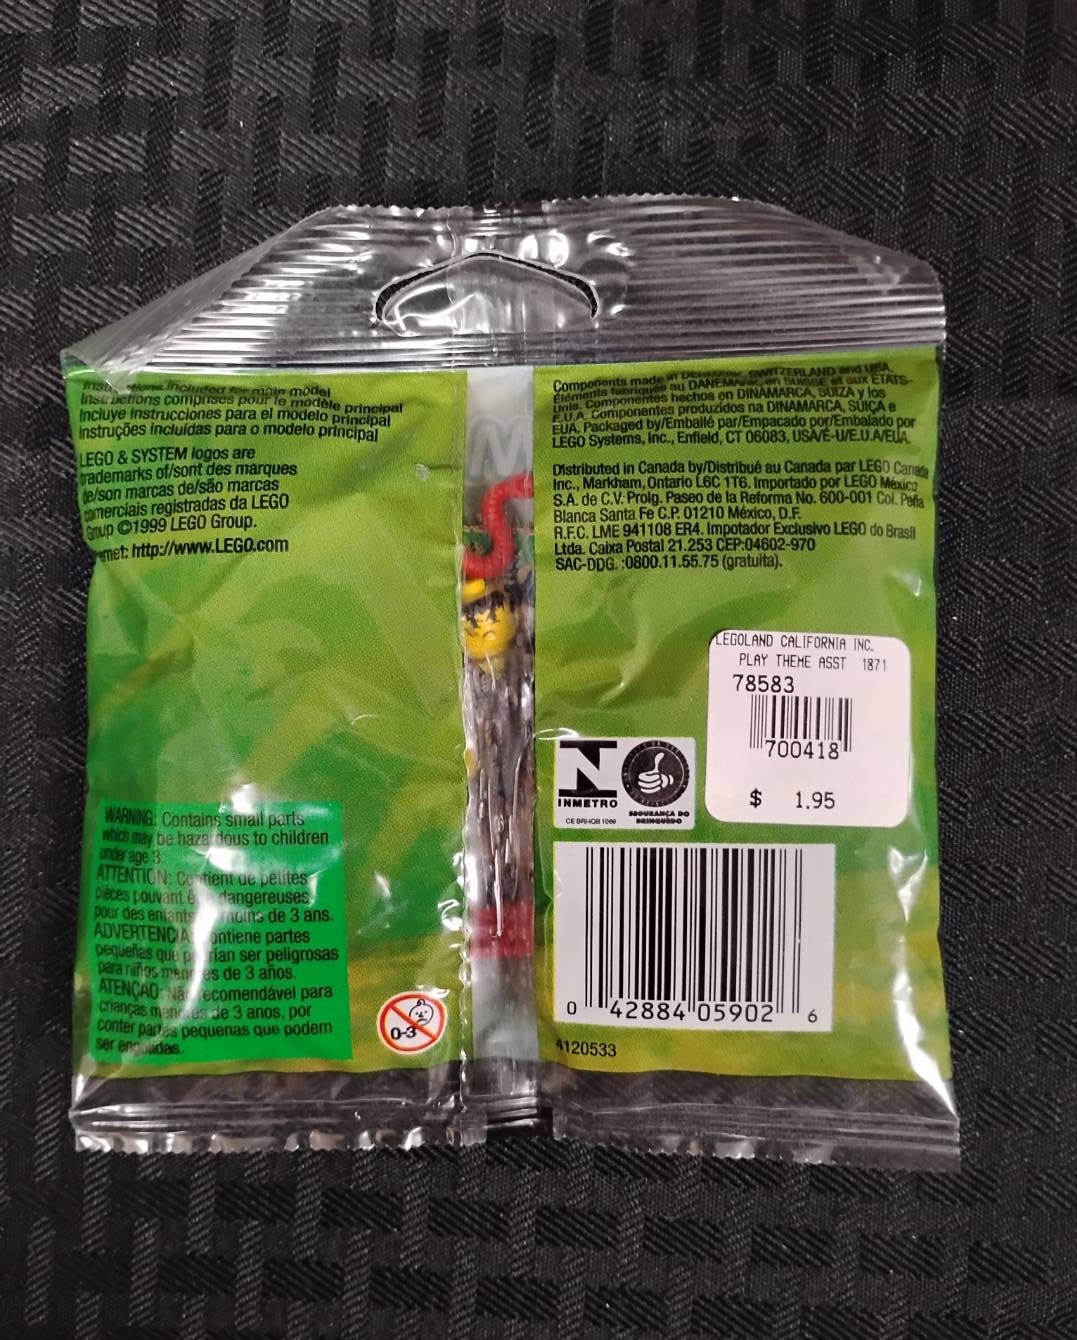 Instructions included for main model
Instructions comprises pour le modèle principal
Incluye instrucciones para el modelo principal
Instruções incluídas para o modelo principal
LEGO & SYSTEM logos are
trademarks of/sont des marques
de/son marcas de/são marcas
comerciais registradas da LEGO
Group ©1999 LEGO Group.
ernet: http://www.LEGO.com
WARNING: Contains small parts
which may be hazardous to children
under age 3.
ATTENTION: Contient de petites
pièces pouvant dangereuses
pour des enfants moins de 3 ans.
ADVERTENCIA: Contiene partes
pequeñas que podrían ser peligrosas
para niños menores de 3 años.
ATENÇÃO: Não recomendável para
crianças menores de 3 anos, por
conter partes pequenas que podem
ser engolidas.
0-3
Components made in DENMARK, SWITZERLAND and USA.
Éléments fabriqués au DANEMARK, en SUISSE et aux ÉTATS-
Unis. Componentes hechos en DINAMARCA, SUIZA y los
E.U.A. Componentes produzidos na DINAMARCA, SUÍÇA e
EUA. Packaged by/Emballé par/Empacado por/Embalado por
LEGO Systems, Inc., Enfield, CT 06083, USA/É-U/E.U.A/EUA.
Distributed in Canada by/Distribué au Canada par LEGO Canada
Inc., Markham, Ontario L6C 1T6. Importado por LEGO Mexico
S.A. de C.V. Prolg. Paseo de la Reforma No. 600-001 Col. Peña
Blanca Santa Fe C.P. 01210 México, D.F.
R.F.C. LME 941108 ER4. Impotador Exclusivo LEGO do Brasil
Ltda. Caixa Postal 21.253 CEP:04602-970
SAC-DDG. :0800.11.55.75 (gratuita).
LEGOLAND CALIFORNIA INC.
PLAY THEME ASST 1871
78583
700418
$ 1.95
INMETRO
SEGURANÇA DO
BRINQUEDO
0 42884 05902 6
4120533